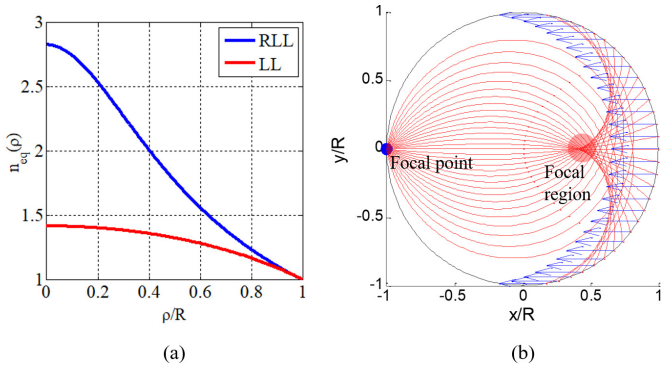 3
2.5
2
1.5
1
n_eq(ρ)
RLL
LL
0 0.2 0.4 0.6 0.8 1
ρ/R
(a)
1
0.5
0
-0.5
-1
y/R
Focal point
Focal
region
-1 -0.5 0 0.5 1
x/R
(b)